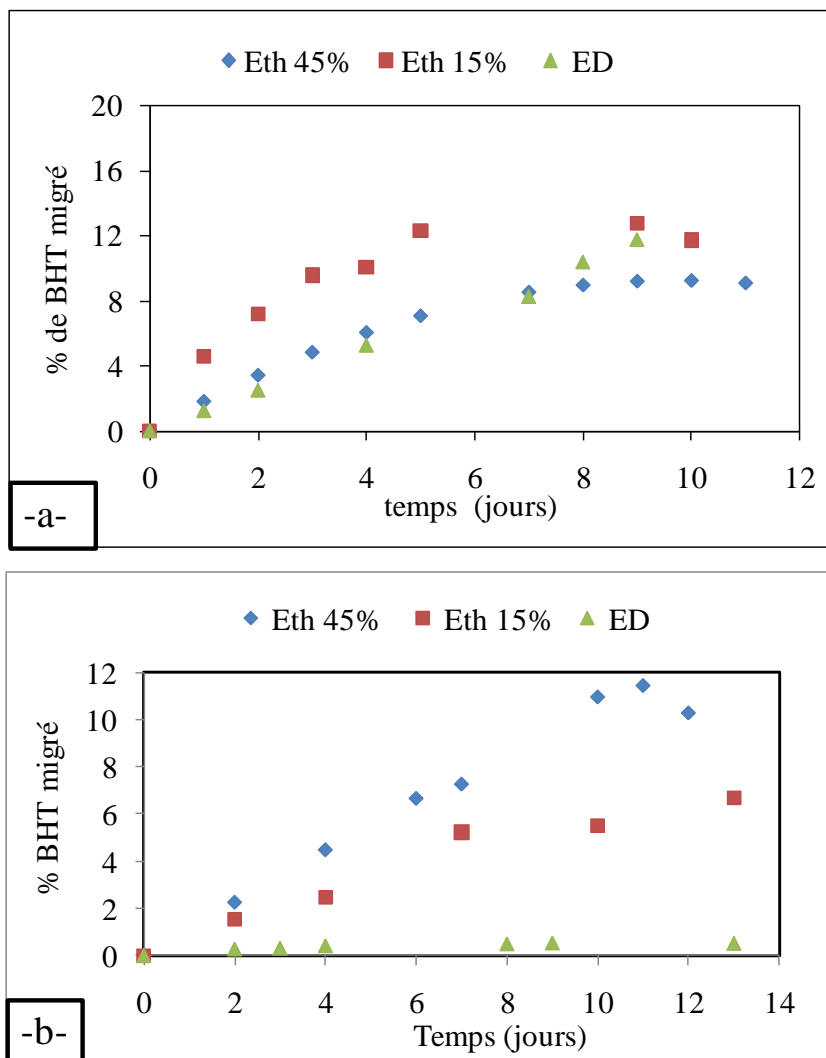 Eth 45% Eth 15% ED
20
16
12
8
4
0
% de BHT migré
0 2 4 6 8 10 12
temps (jours)
-a-
Eth 45% Eth 15% ED
12
10
8
6
4
2
0
% BHT migré
0 2 4 6 8 10 12 14
Temps (jours)
-b-